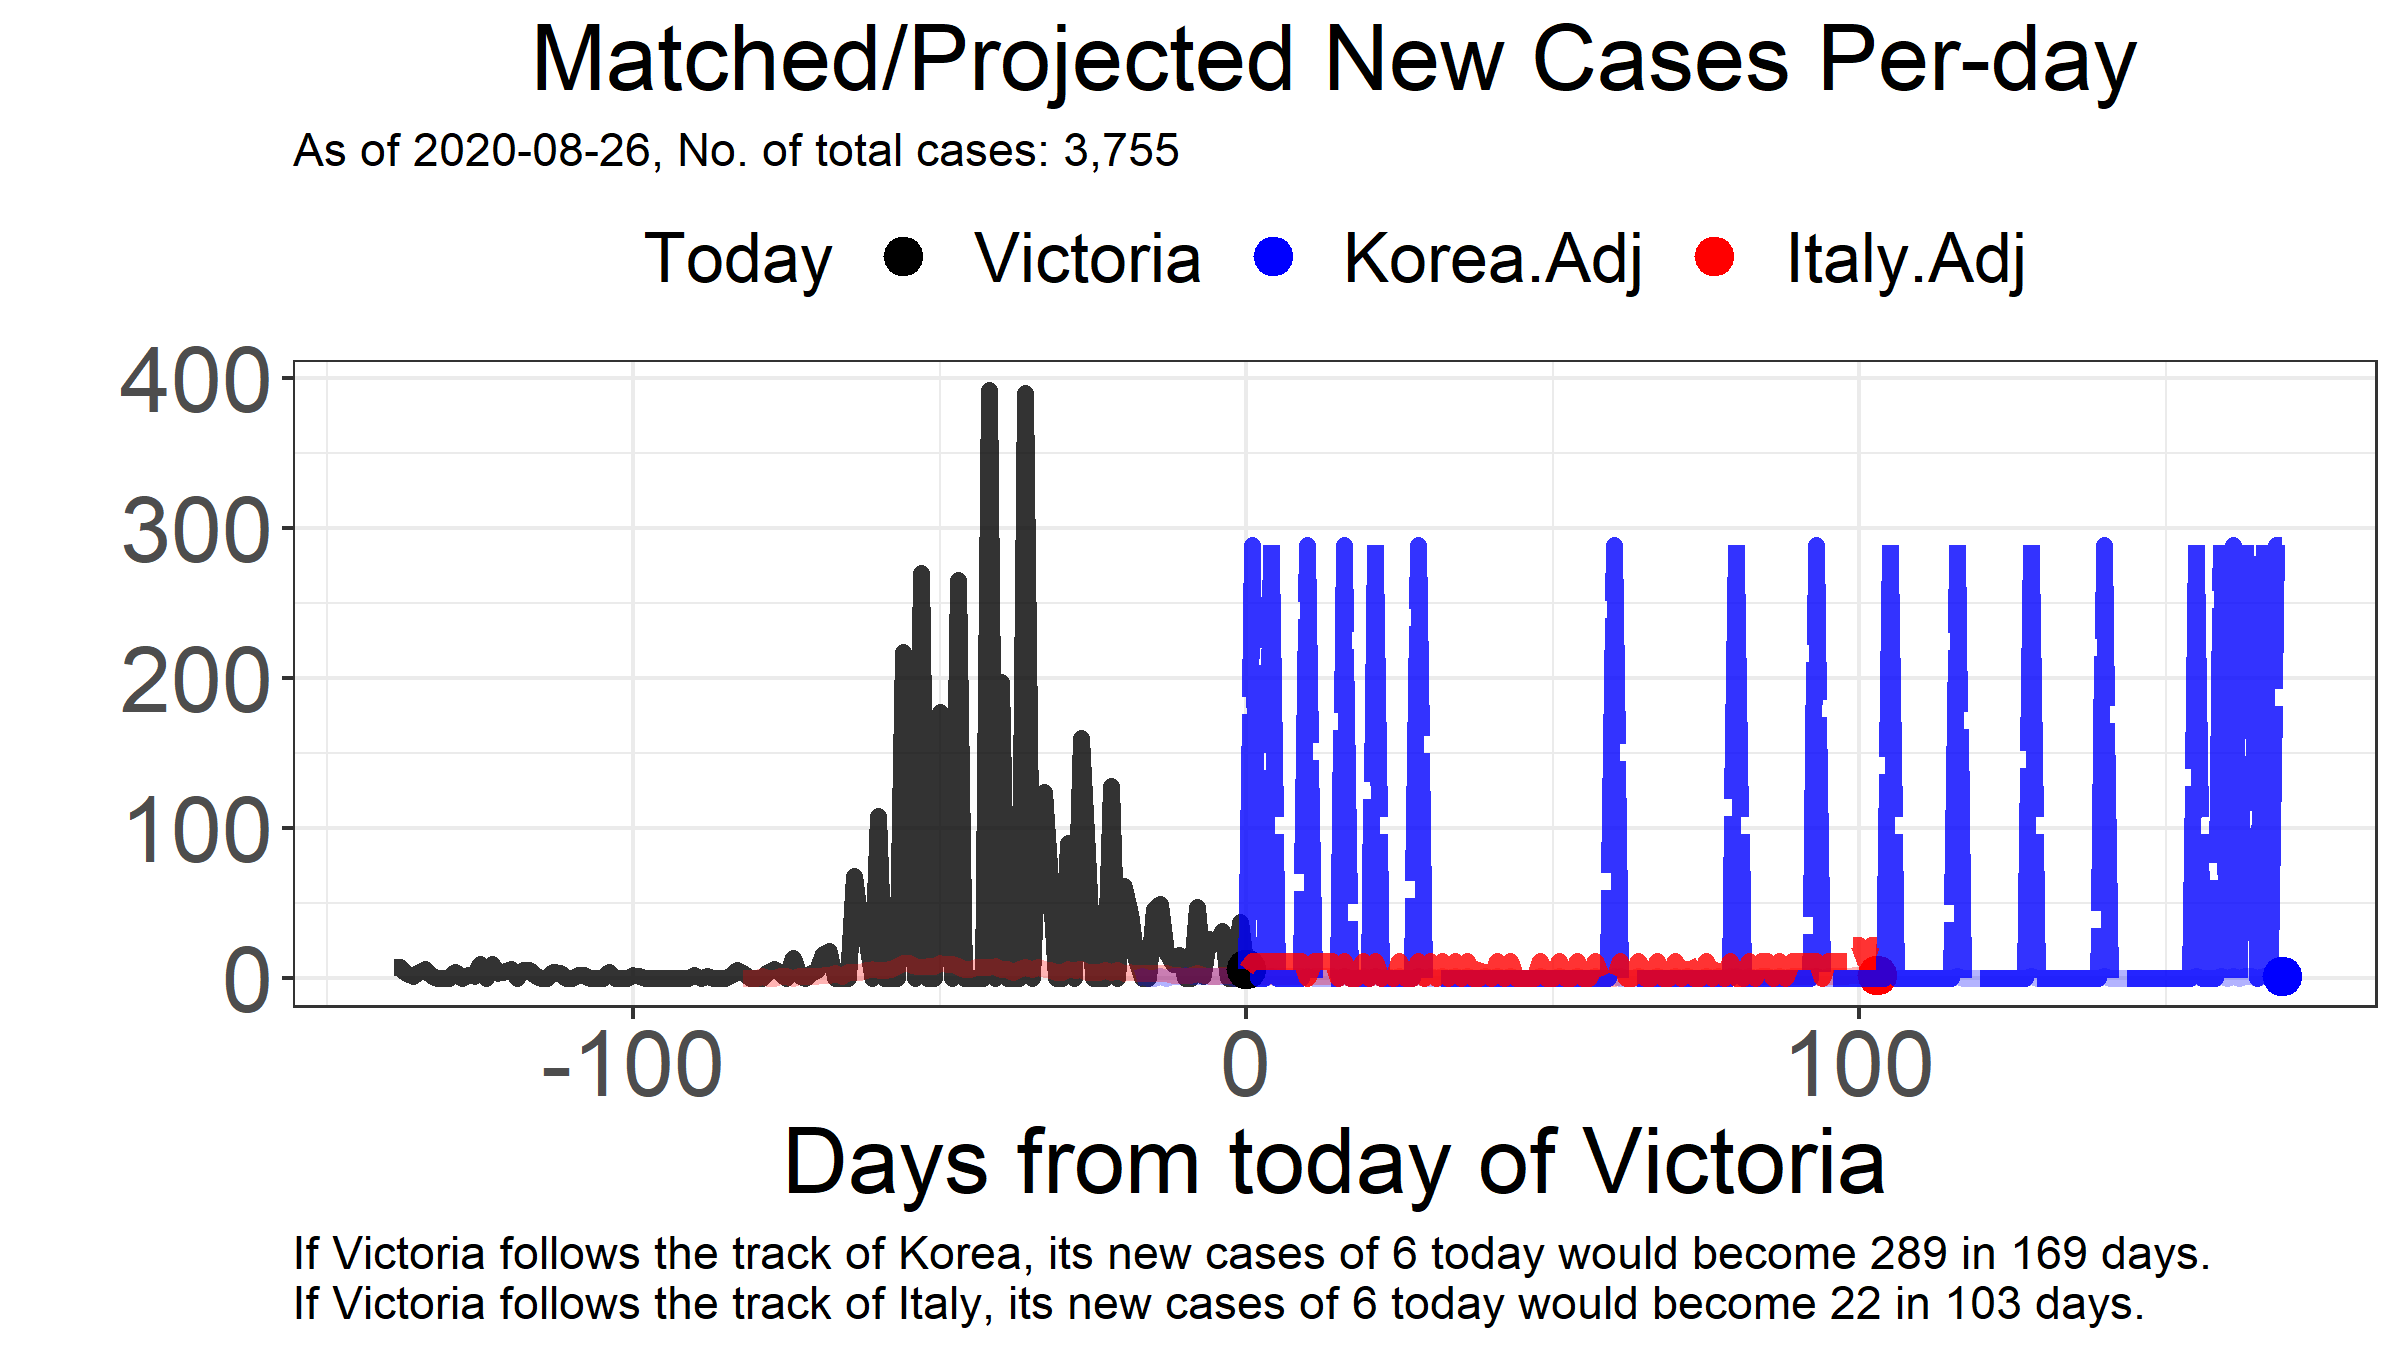 Matched/Projected New Cases Per-day
As of 2020-08-26, No. of total cases: 3,755
Today Victoria Korea.Adj Italy.Adj
400
300
200
100
0
-100 0 100
Days from today of Victoria
If Victoria follows the track of Korea, its new cases of 6 today would become 289 in 169 days.
If Victoria follows the track of Italy, its new cases of 6 today would become 22 in 103 days.